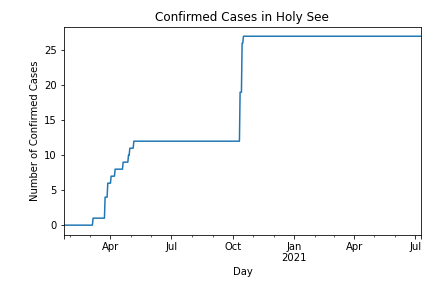 Confirmed Cases in Holy See
Number of Confirmed Cases
25
20
15
10
5
0
Apr
Jul
Oct
Jan
2021
Apr
Jul
Day